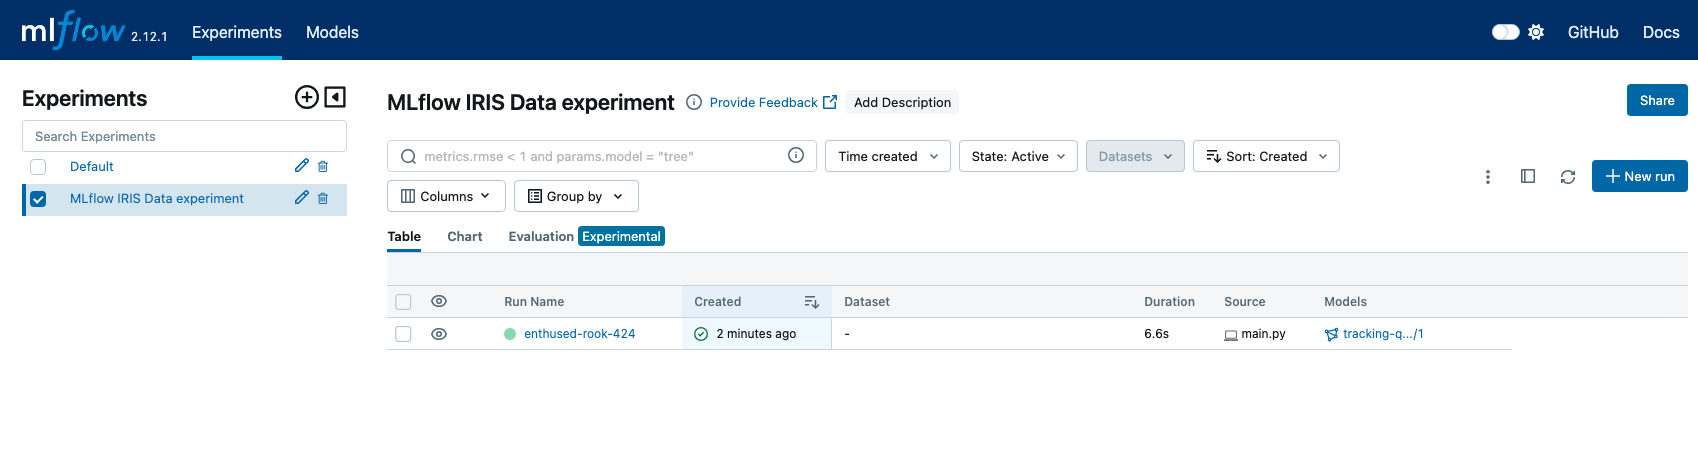 mlflow 2.12.1 Experiments Models GitHub Docs
Experiments
Search Experiments
Default
MLflow IRIS Data experiment
MLflow IRIS Data experiment Provide Feedback Add Description Share
metrics.rmse < 1 and params.model = "tree" Time created State: Active Datasets Sort: Created
New run
Columns Group by
Table Chart Evaluation Experimental
Run Name Created Dataset Duration Source Models
enthused-rook-424 2 minutes ago - 6.6s main.py tracking-q.../1